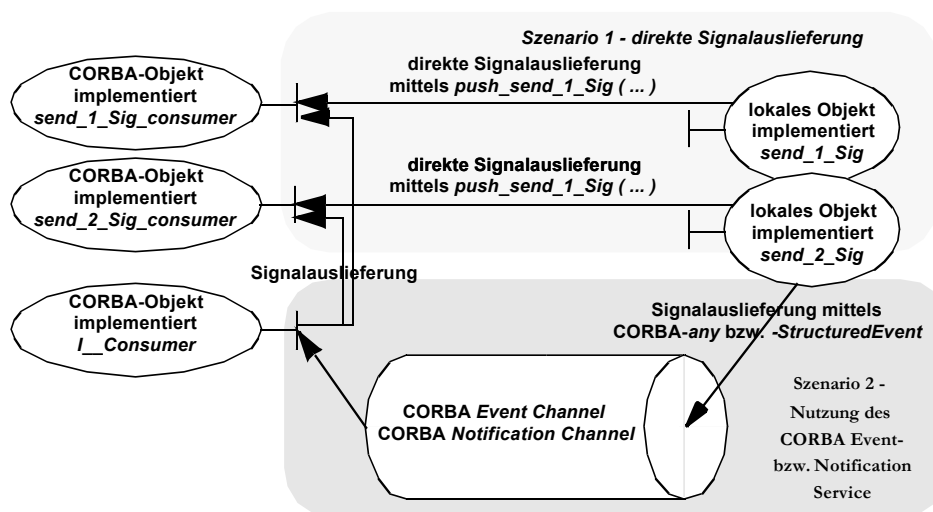 Szenario 1 - direkte Signalauslieferung
CORBA-Objekt
implementiert
send_1_Sig_consumer
direkte Signalauslieferung
mittels push_send_1_Sig ( ... )
lokales Objekt
implementiert
send_1_Sig
CORBA-Objekt
implementiert
send_2_Sig_consumer
direkte Signalauslieferung
mittels push_send_1_Sig ( ... )
lokales Objekt
implementiert
send_2_Sig
Signalauslieferung
CORBA-Objekt
implementiert
I__Consumer
Signalauslieferung mittels
CORBA-any bzw. -StructuredEvent
CORBA Event Channel
CORBA Notification Channel
Szenario 2 -
Nutzung des
CORBA Event-
bzw. Notification
Service